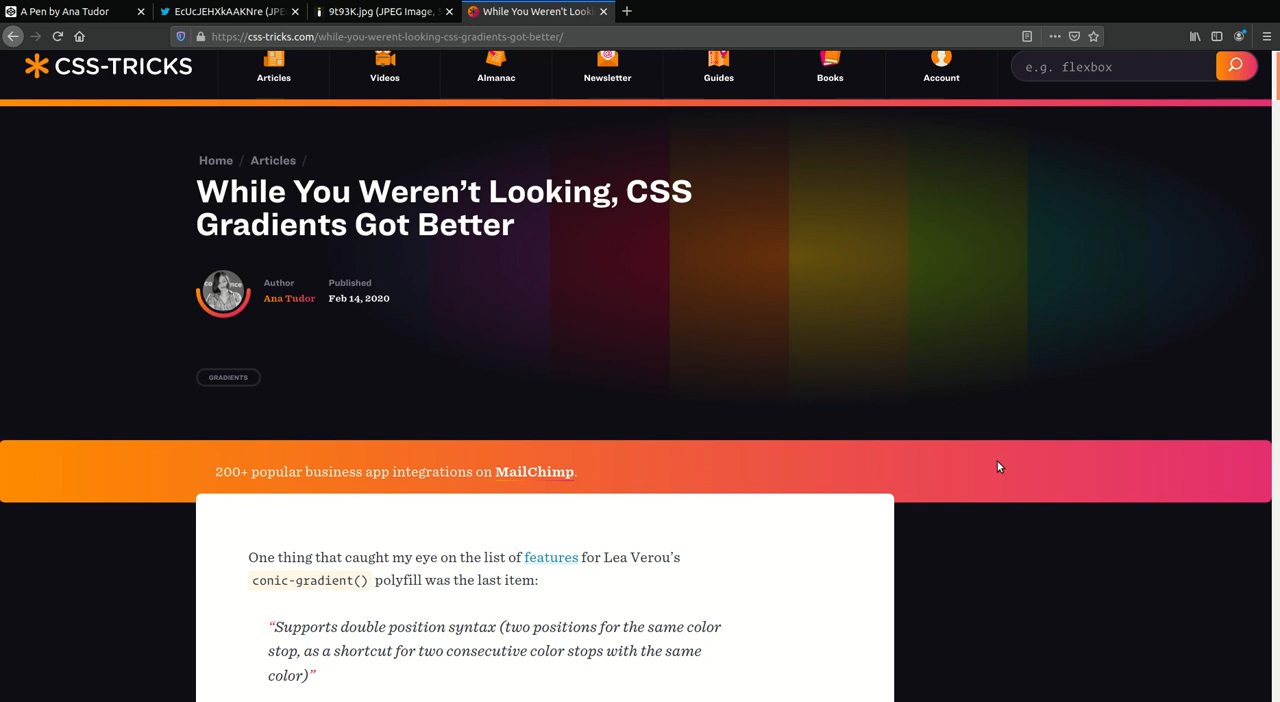 A Pen by Ana Tudor
EcUcJEHXkAAKNre (JPE
9t93K.jpg (JPEG Image, 5
While You Weren't Looki
https://css-tricks.com/while-you-werent-looking-css-gradients-got-better/
CSS-TRICKS
Articles
Videos
Almanac
Newsletter
Guides
Books
Account
e.g. flexbox
Home / Articles /
While You Weren’t Looking, CSS
Gradients Got Better
Author
Ana Tudor
Published
Feb 14, 2020
GRADIENTS
200+ popular business app integrations on MailChimp.
One thing that caught my eye on the list of features for Lea Verou’s
conic-gradient() polyfill was the last item:
“Supports double position syntax (two positions for the same color
stop, as a shortcut for two consecutive color stops with the same
color)”